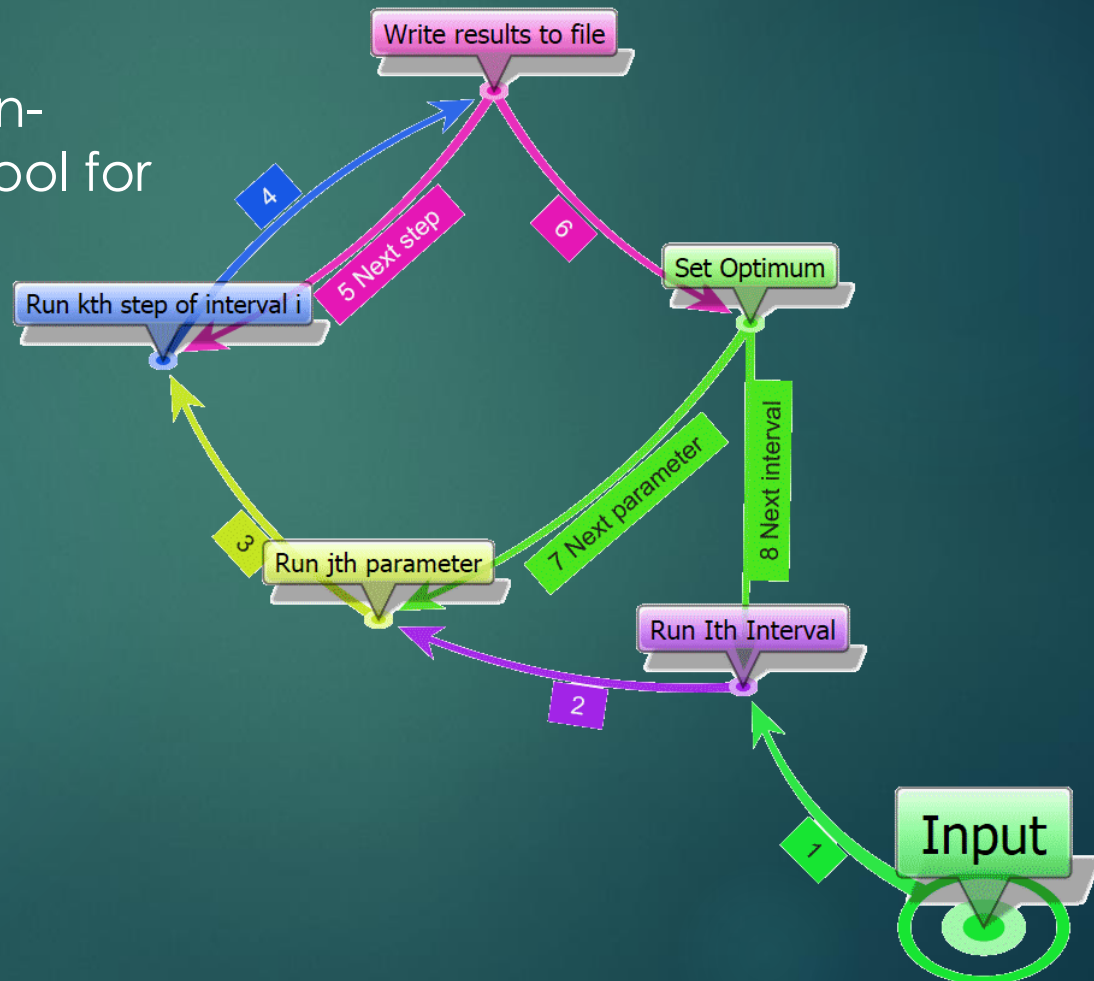 Write results to file
n-
ool for
4
5 Next step
6
Set Optimum
Run kth step of interval i
7 Next parameter
8 Next interval
3
Run jth parameter
Run Ith Interval
2
1
Input